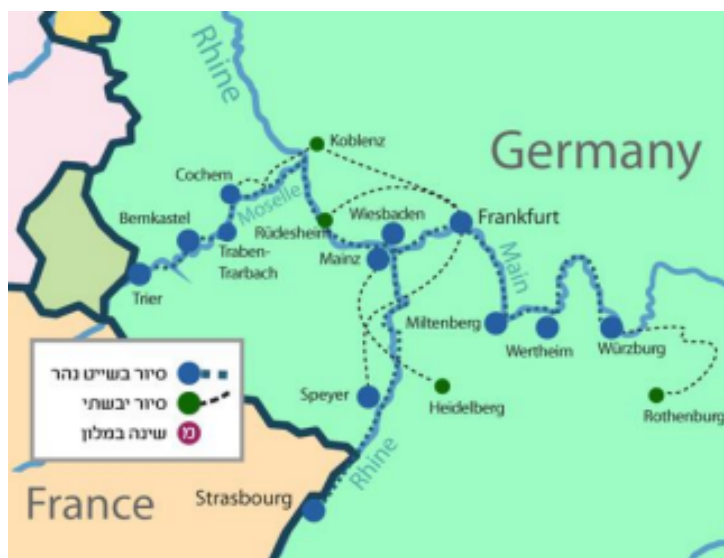 Rhine
Koblenz
Germany
Cochem
Moselle
Bernkastel
Wiesbaden
Frankfurt
Rüdesheim
Traben-
Trarbach
Mainz
Main
Trier
Miltenberg
Wertheim
Würzburg
סיור בשייט נהר
סיור יבשתי
מ שינה במלון
Speyer
Heidelberg
Rothenburg
Rhine
France
Strasbourg